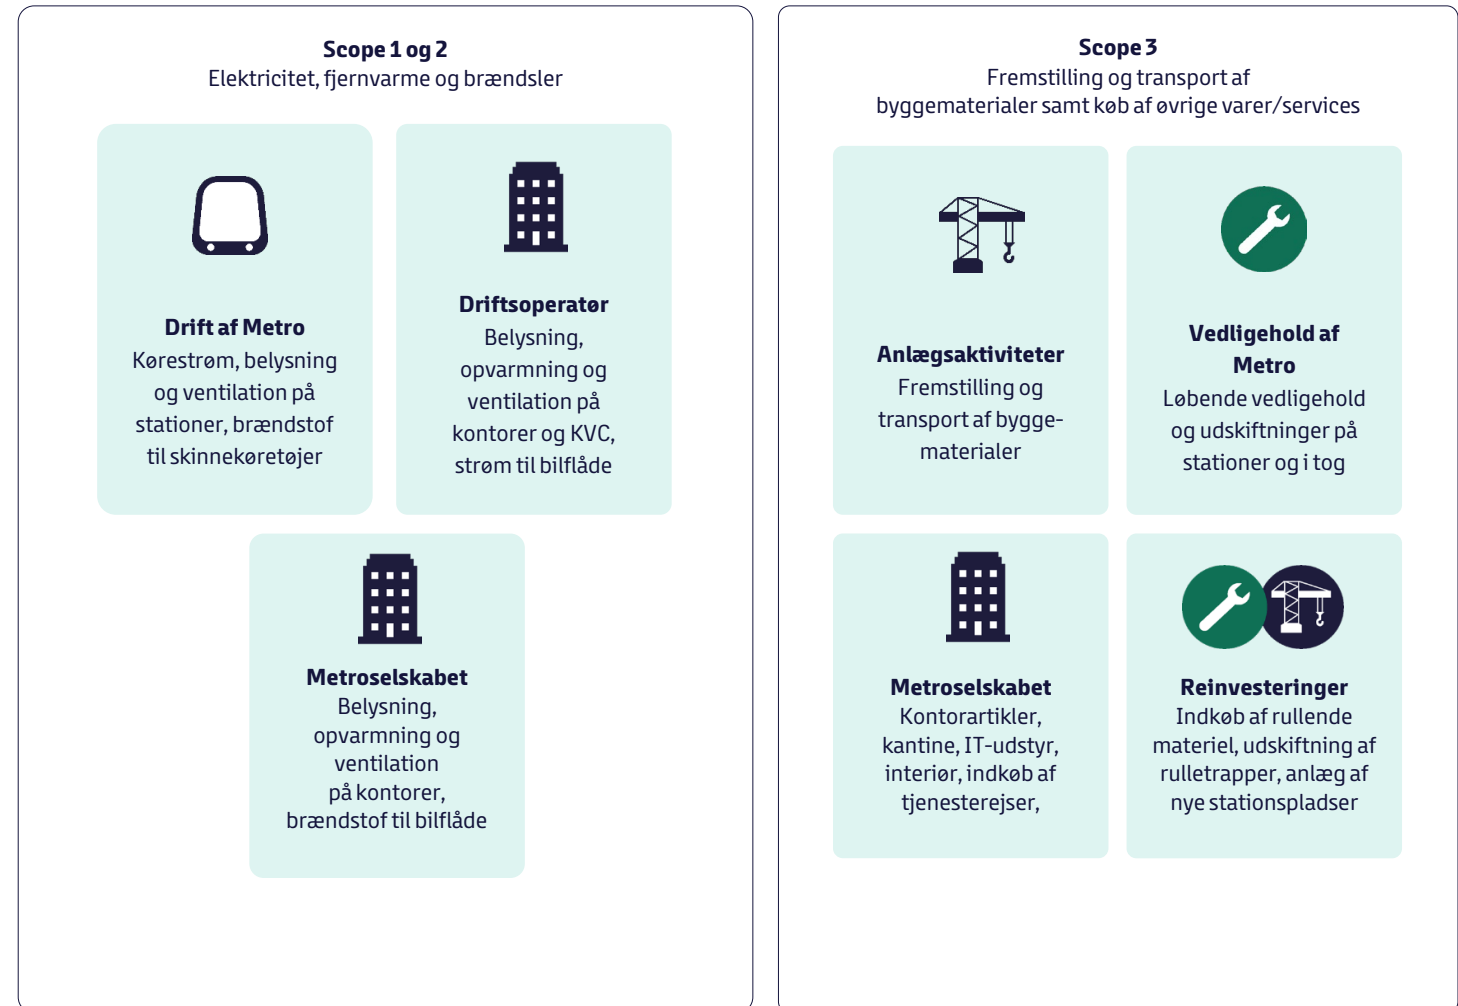 Scope 1 og 2
Elektricitet, fjernvarme og brændsler
Drift af Metro
Kørestrøm, belysning
og ventilation på
stationer, brændstof
til skinnekøretøjer
Driftsoperatør
Belysning,
opvarmning og
ventilation på
kontorer og KVC,
strøm til bilflåde
Metroselskabet
Belysning,
opvarmning og
ventilation
på kontorer,
brændstof til bilflåde
Scope 3
Fremstilling og transport af
byggematerialer samt køb af øvrige varer/services
Anlægsaktiviteter
Fremstilling og
transport af bygge-
materialer
Vedligehold af
Metro
Løbende vedligehold
og udskiftninger på
stationer og i tog
Metroselskabet
Kontorartikler,
kantine, IT-udstyr,
interiør, indkøb af
tjenesterejser,
Reinvesteringer
Indkøb af rullende
materiel, udskiftning af
rulletrapper, anlæg af
nye stationspladser